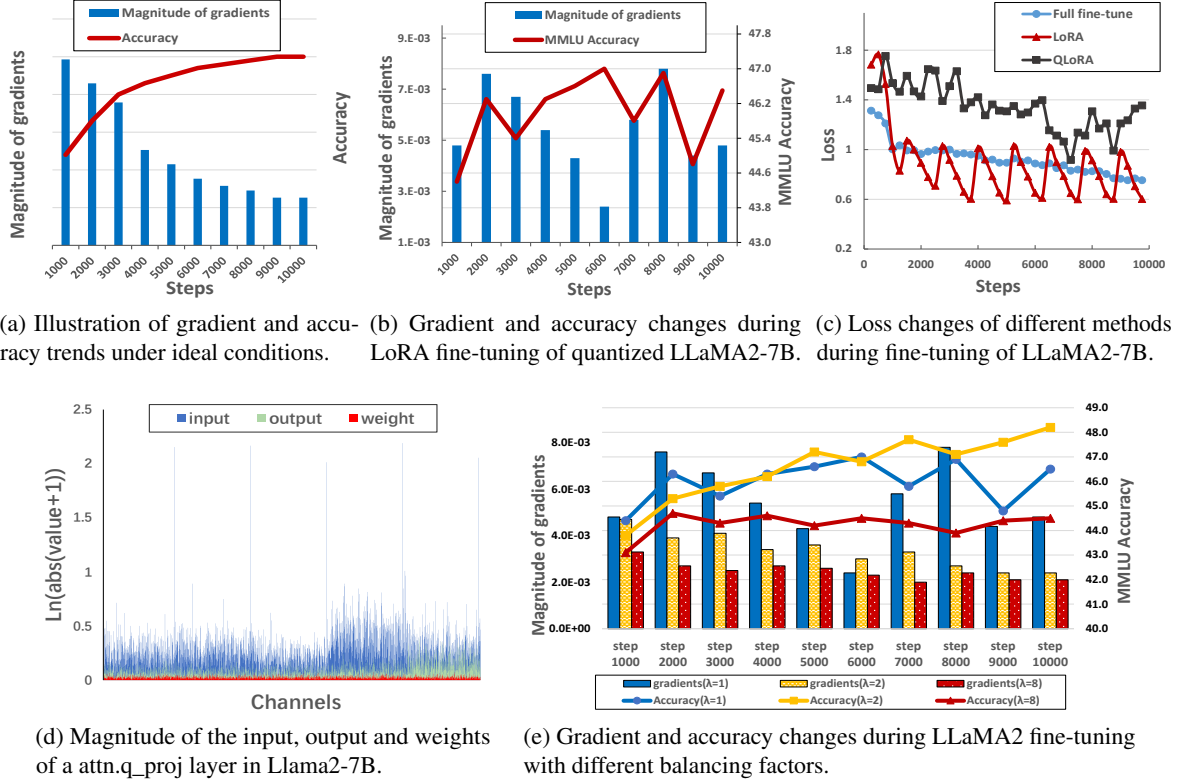 Magnitude of gradients
Accuracy
Magnitude of gradients
Accuracy
1000 2000 3000 4000 5000 6000 7000 8000 9000 10000
Steps
(a) Illustration of gradient and accu-
racy trends under ideal conditions.
Magnitude of gradients
MMLU Accuracy
Magnitude of gradients
9.E-03
7.E-03
5.E-03
3.E-03
1.E-03
47.8
47.0
46.2
45.4
44.6
43.8
43.0
MMLU Accuracy
1000 2000 3000 4000 5000 6000 7000 8000 9000 10000
Steps
(b) Gradient and accuracy changes during
LoRA fine-tuning of quantized LLaMA2-7B.
Full fine-tune
LoRA
QLoRA
Loss
1.8
1.4
1
0.6
0.2
0 2000 4000 6000 8000 10000
Steps
(c) Loss changes of different methods
during fine-tuning of LLaMA2-7B.
input output weight
Ln(abs(value+1))
2.5
2
1.5
1
0.5
0
Channels
(d) Magnitude of the input, output and weights
of a attn.q_proj layer in Llama2-7B.
Magnitude of gradients
8.0E-03
6.0E-03
4.0E-03
2.0E-03
0.0E+00
49.0
48.0
47.0
46.0
45.0
44.0
43.0
42.0
41.0
40.0
MMLU Accuracy
step step step step step step step step step step
1000 2000 3000 4000 5000 6000 7000 8000 9000 10000
gradients(λ=1) gradients(λ=2) gradients(λ=8)
Accuracy(λ=1) Accuracy(λ=2) Accuracy(λ=8)
(e) Gradient and accuracy changes during LLaMA2 fine-tuning
with different balancing factors.